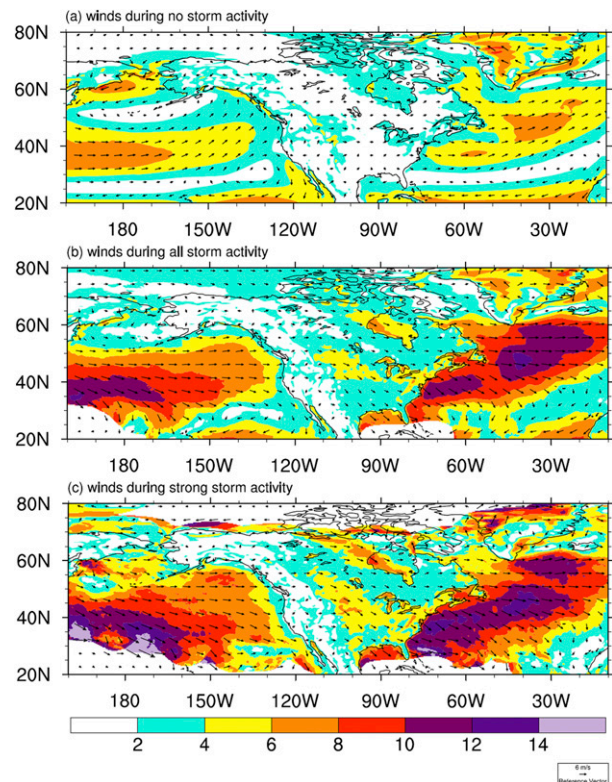 (a) winds during no storm activity
80N
60N
40N
20N
180 150W 120W 90W 60W 30W
(b) winds during all storm activity
80N
60N
40N
20N
180 150W 120W 90W 60W 30W
(c) winds during strong storm activity
80N
60N
40N
20N
180 150W 120W 90W 60W 30W
2 4 6 8 10 12 14
6 m/s
Reference Vector